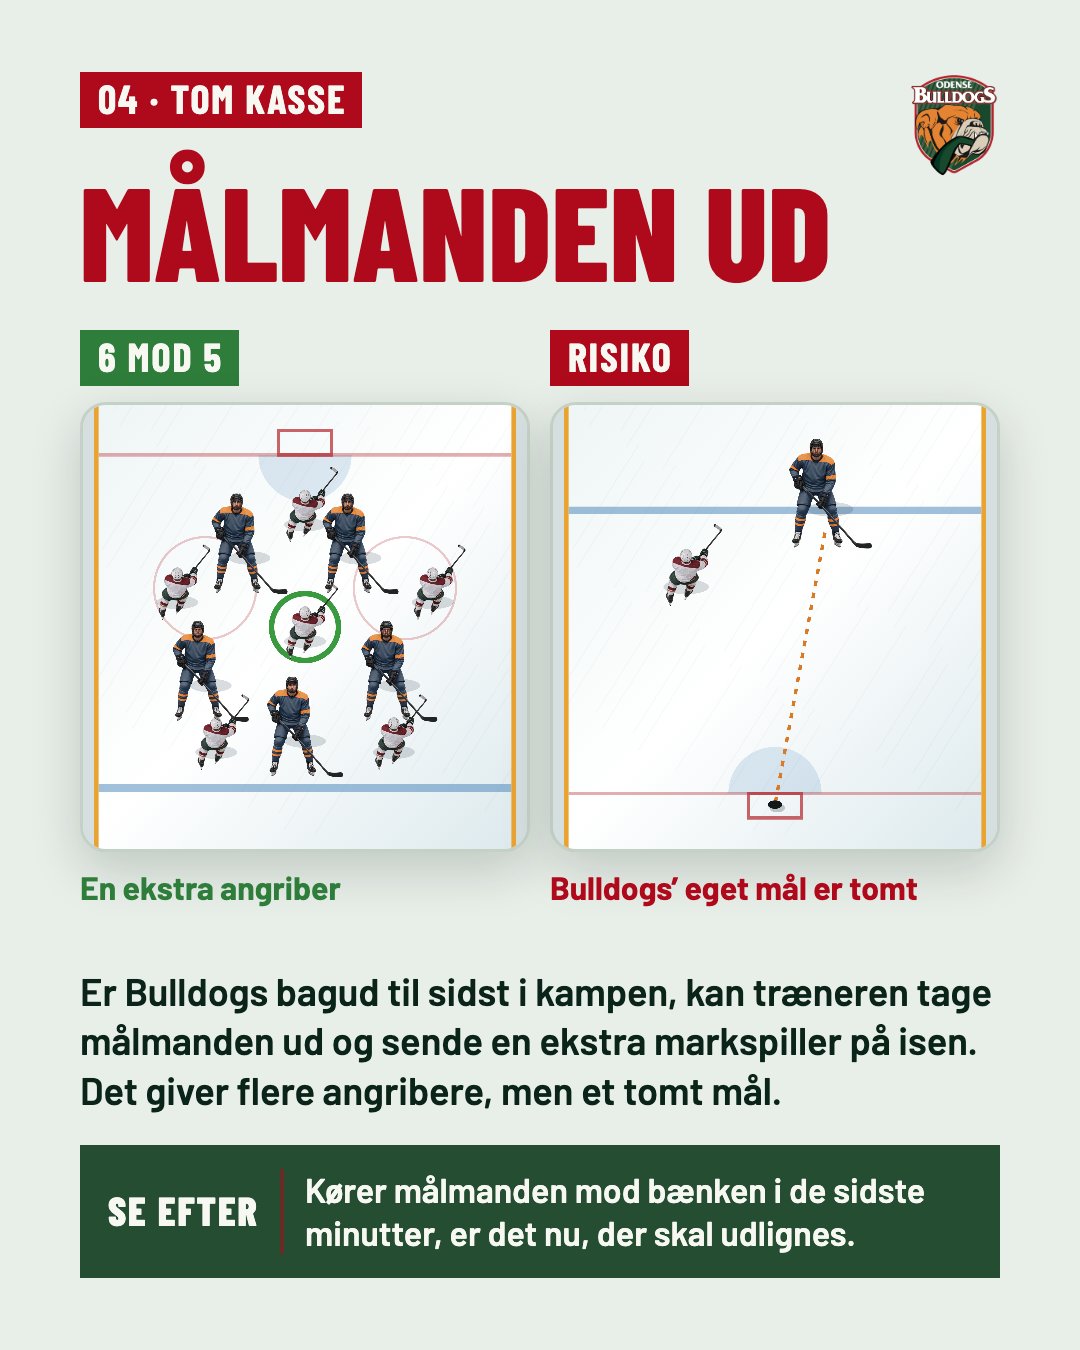 04 · TOM KASSE
ODENSE
BULLDOGS
MÅLMANDEN UD
6 MOD 5
RISIKO
En ekstra angriber
Bulldogs’ eget mål er tomt
Er Bulldogs bagud til sidst i kampen, kan træneren tage
målmanden ud og sende en ekstra markspiller på isen.
Det giver flere angribere, men et tomt mål.
SE EFTER
Kører målmanden mod bænken i de sidste
minutter, er det nu, der skal udlignes.